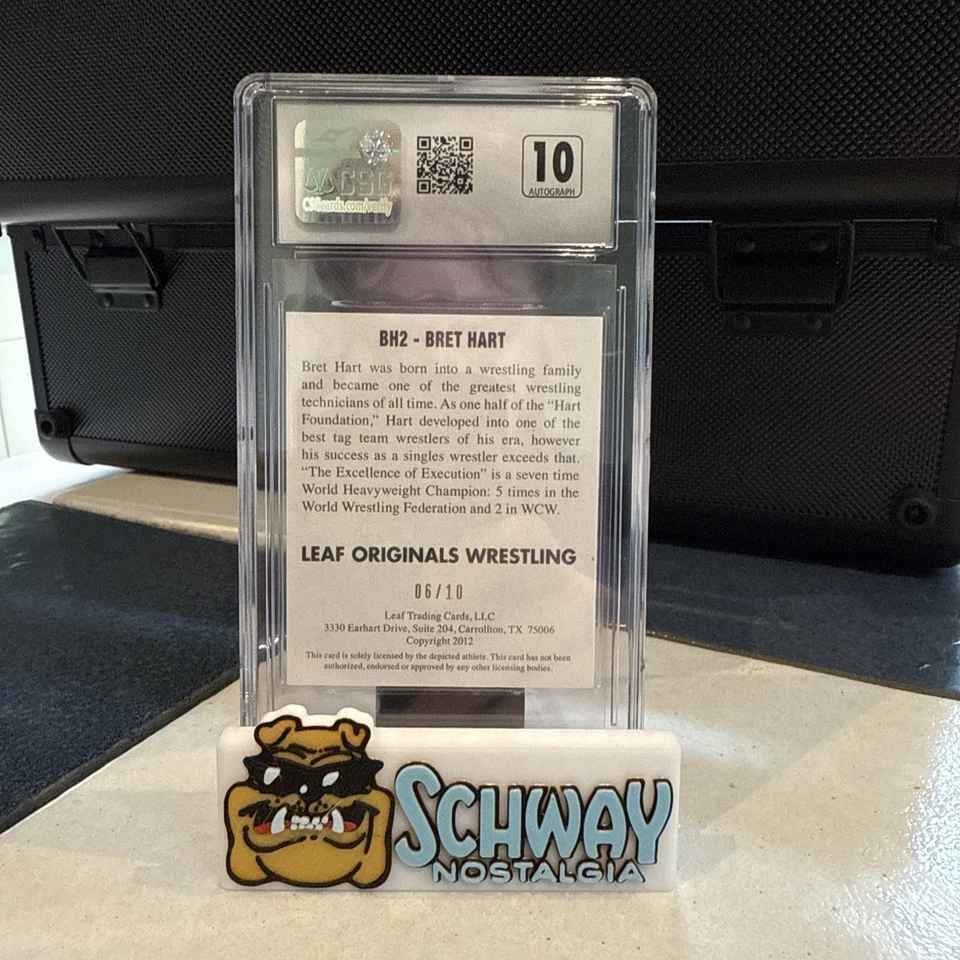 CSG
CSGcards.com/verify
10
AUTOGRAPH
BH2 - BRET HART
Bret Hart was born into a wrestling family
and became one of the greatest wrestling
technicians of all time. As one half of the “Hart
Foundation,” Hart developed into one of the
best tag team wrestlers of his era, however
his success as a singles wrestler exceeds that.
“The Excellence of Execution” is a seven time
World Heavyweight Champion: 5 times in the
World Wrestling Federation and 2 in WCW.
LEAF ORIGINALS WRESTLING
06/10
Leaf Trading Cards, LLC
3330 Earhart Drive, Suite 204, Carrollton, TX 75006
Copyright 2012
This card is solely licensed by the depicted athlete. This card has not been
authorized, endorsed or approved by any other licensing bodies.
SCHWAY
NOSTALGIA